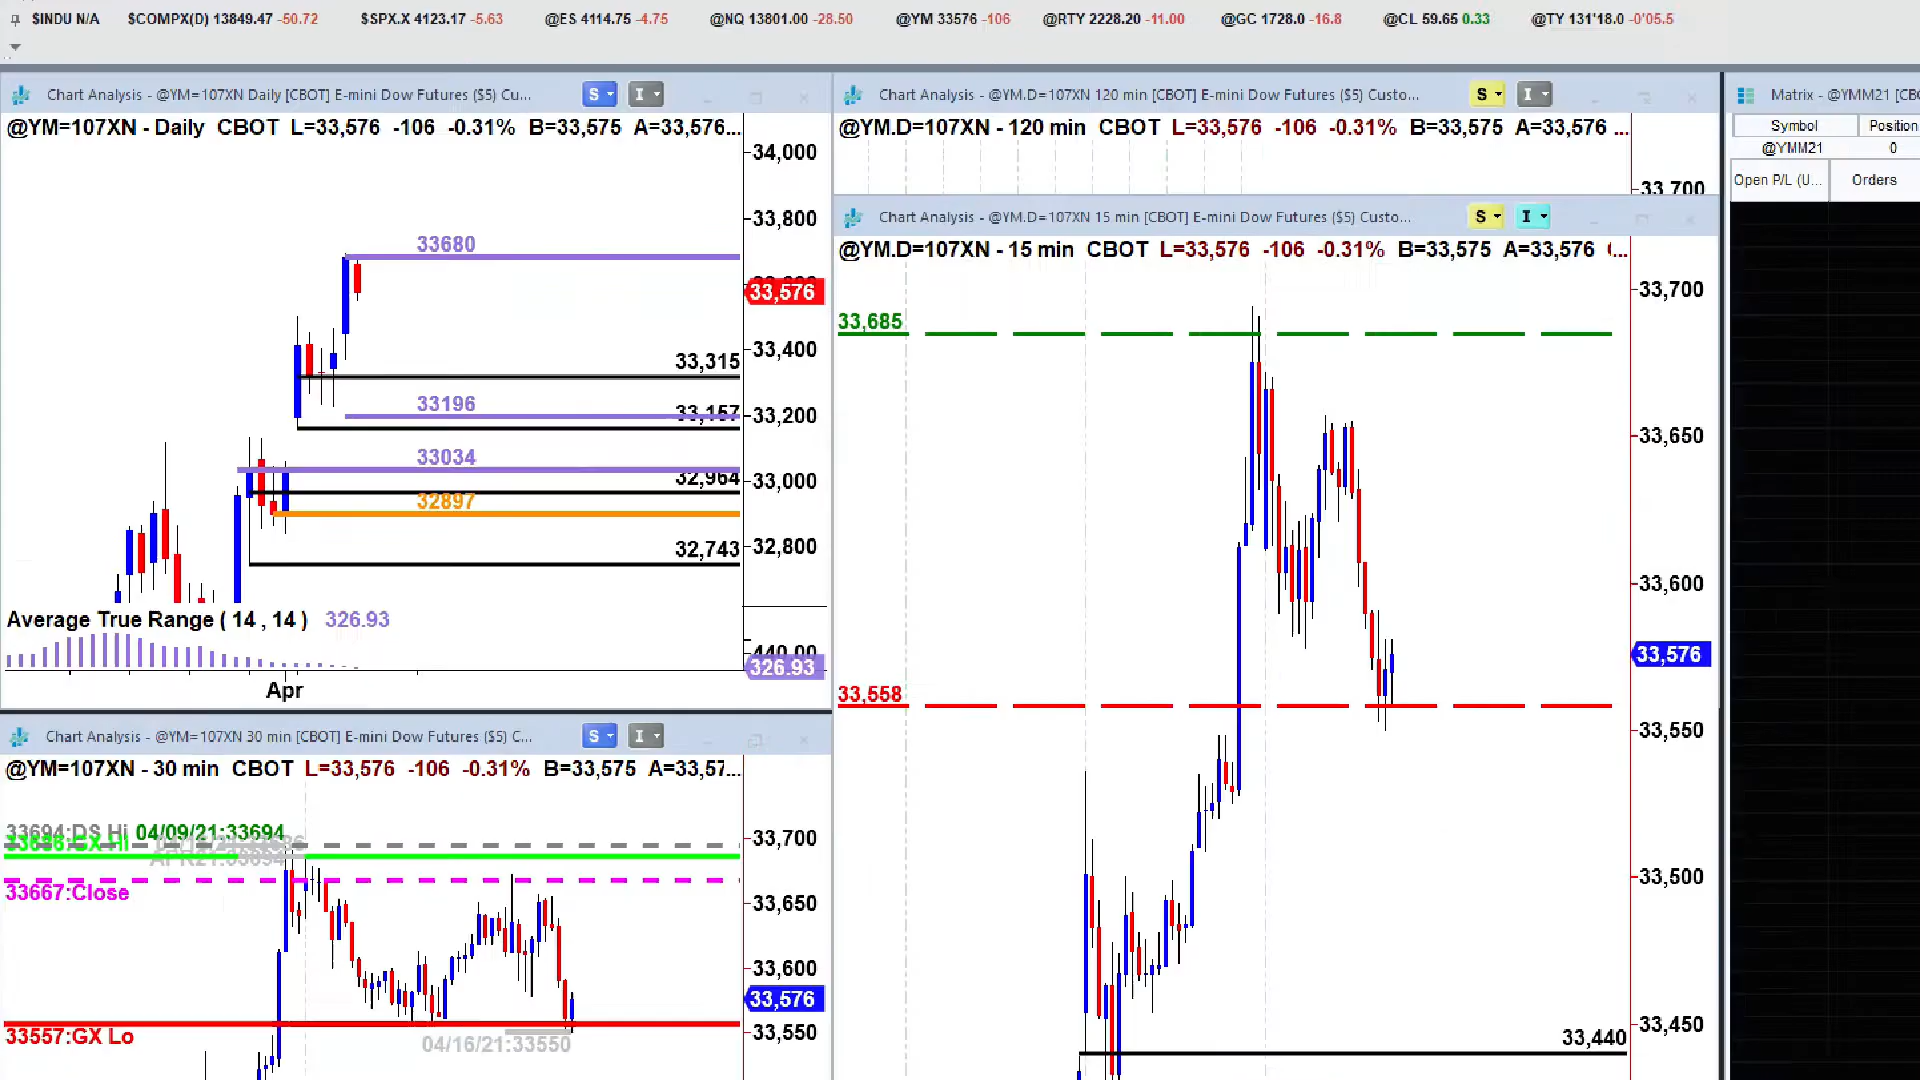 $INDU N/A $COMPX(D) 13849.47 -50.72 $SPX.X 4123.17 -5.63 @ES 4114.75 -4.75 @NQ 13801.00 -28.50 @YM 33576 -106 @RTY 2228.20 -11.00 @GC 1728.0 -16.8 @CL 59.65 0.33 @TY 131'18.0 -0'05.5
Chart Analysis - @YM=107XN Daily [CBOT] E-mini Dow Futures ($5) Cu... S I
@YM=107XN - Daily CBOT L=33,576 -106 -0.31% B=33,575 A=33,576...
34,000
33,800
33680
33,576
33,400
33,315
33196
33,157
33,200
33034
32,964
33,000
32897
32,743
32,800
Average True Range ( 14 , 14 ) 326.93
440.00
326.93
Apr
Chart Analysis - @YM=107XN 30 min [CBOT] E-mini Dow Futures ($5) C... S I
@YM=107XN - 30 min CBOT L=33,576 -106 -0.31% B=33,575 A=33,57...
33694:DS Hi 04/09/21:33694
33686:GX Hi
33,700
33667:Close
33,650
33,600
33,576
33557:GX Lo
33,550
04/16/21:33550
Chart Analysis - @YM.D=107XN 120 min [CBOT] E-mini Dow Futures ($5) Custo... S I
@YM.D=107XN - 120 min CBOT L=33,576 -106 -0.31% B=33,575 A=33,576 ...
33,700
Chart Analysis - @YM.D=107XN 15 min [CBOT] E-mini Dow Futures ($5) Custo... S I
@YM.D=107XN - 15 min CBOT L=33,576 -106 -0.31% B=33,575 A=33,576 (...
33,700
33,685
33,650
33,600
33,576
33,558
33,550
33,500
33,450
33,440
Matrix - @YMM21 [CBO
Symbol Position
@YMM21 0
Open P/L (U... Orders